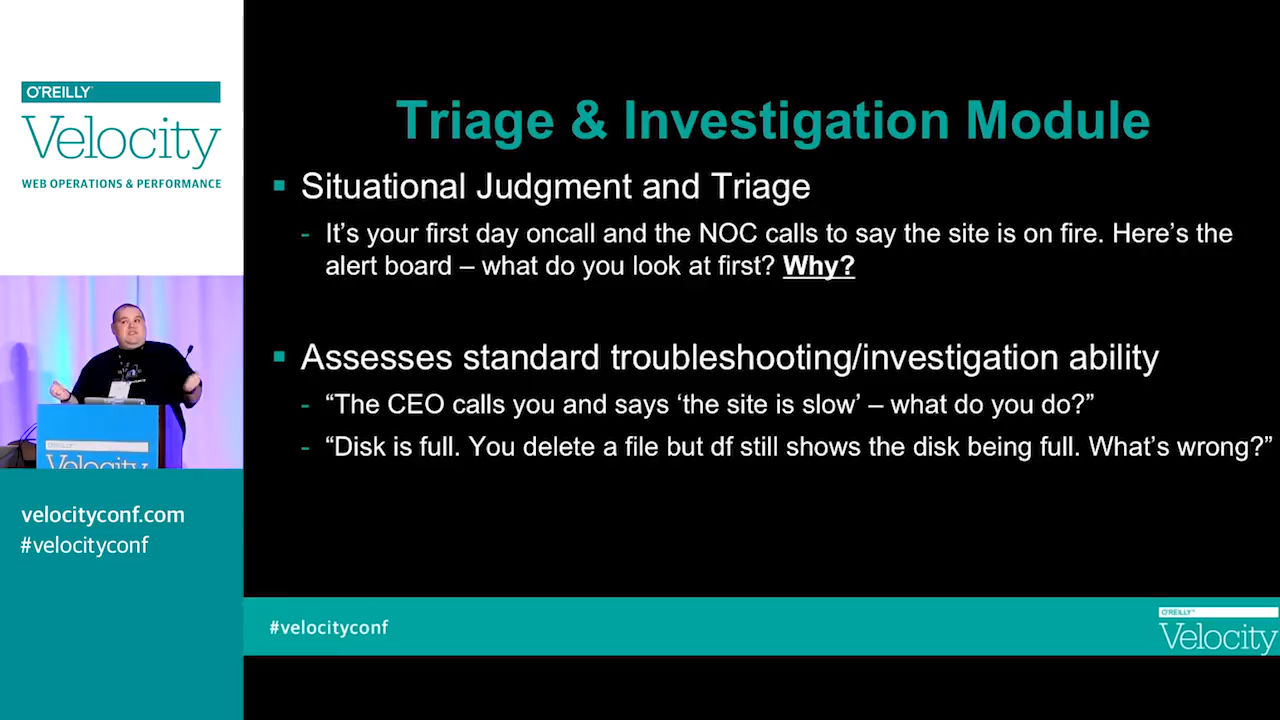 O'REILLY
Velocity
WEB OPERATIONS & PERFORMANCE
velocityconf.com
#velocityconf
Triage & Investigation Module
▪ Situational Judgment and Triage
- It’s your first day oncall and the NOC calls to say the site is on fire. Here’s the
alert board – what do you look at first? Why?
▪ Assesses standard troubleshooting/investigation ability
- “The CEO calls you and says ‘the site is slow’ – what do you do?”
- “Disk is full. You delete a file but df still shows the disk being full. What’s wrong?”
#velocityconf
O'REILLY
Velocity
O'REILLY
Velocity